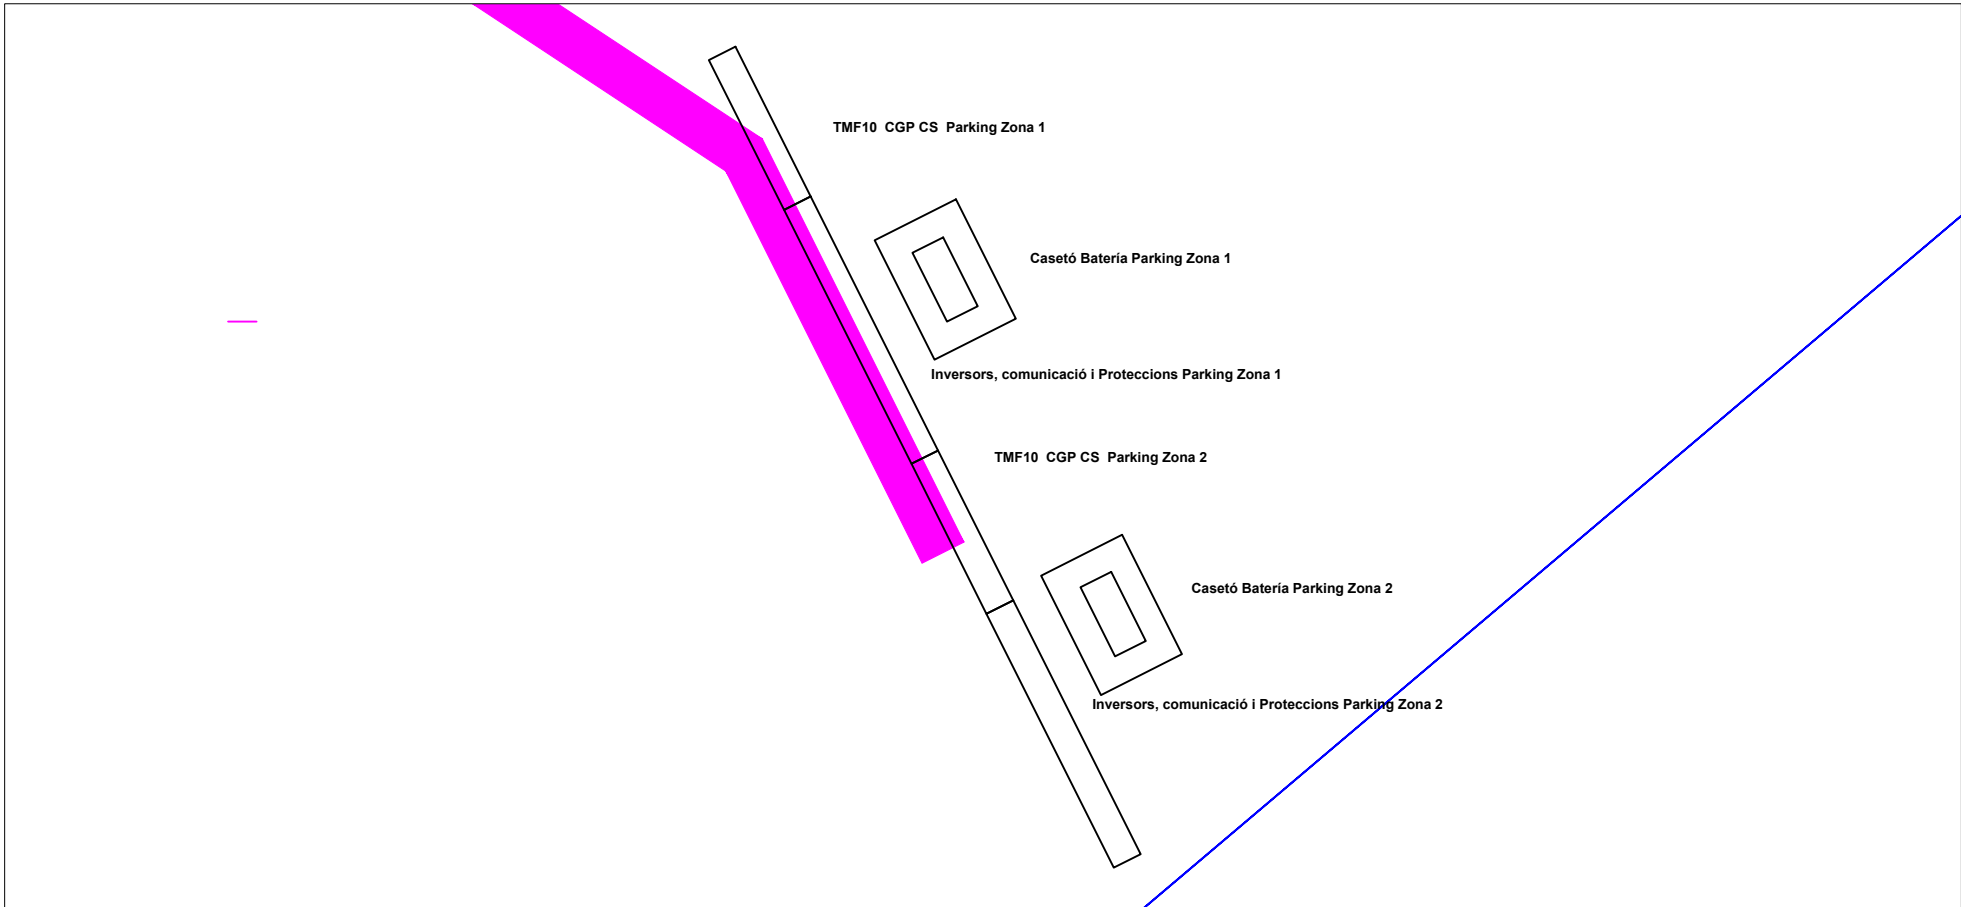 TMF10 CGP CS Parking Zona 1
Casetó Batería Parking Zona 1
Inversors, comunicació i Proteccions Parking Zona 1
TMF10 CGP CS Parking Zona 2
Casetó Batería Parking Zona 2
Inversors, comunicació i Proteccions Parking Zona 2